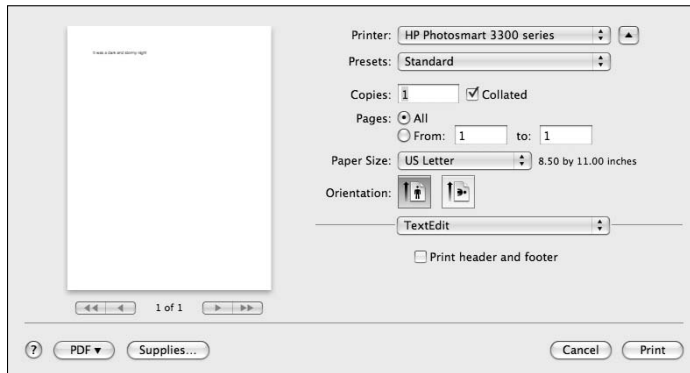 It was a dark and stormy night
Printer: HP Photosmart 3300 series
Presets: Standard
Copies: 1 Collated
Pages: All
From: 1 to: 1
Paper Size: US Letter 8.50 by 11.00 inches
Orientation:
TextEdit
Print header and footer
1 of 1
? PDF Supplies... Cancel Print